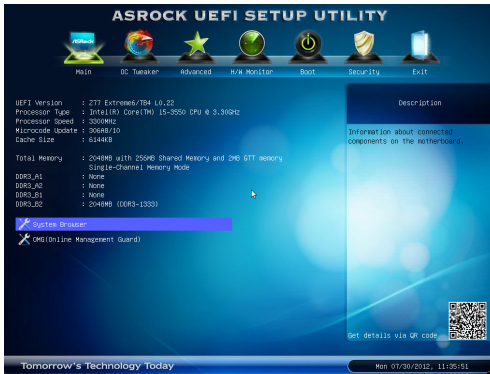 ASROCK UEFI SETUP UTILITY
ASRock
Main OC Tweaker Advanced H/W Monitor Boot Security Exit
UEFI Version : Z77 Extreme6/TB4 L0.22
Processor Type : Intel(R) Core(TM) i5-3550 CPU @ 3.30GHz
Processor Speed : 3300MHz
Microcode Update : 306A8/10
Cache Size : 6144KB
Total Memory : 2048MB with 256MB Shared Memory and 2MB GTT memory
Single-Channel Memory Mode
DDR3_A1 : None
DDR3_A2 : None
DDR3_B1 : None
DDR3_B2 : 2048MB (DDR3-1333)
System Browser
OMG(Online Management Guard)
Description
Information about connected
components on the motherboard.
Get details via QR code
Tomorrow's Technology Today
Mon 07/30/2012, 11:35:51